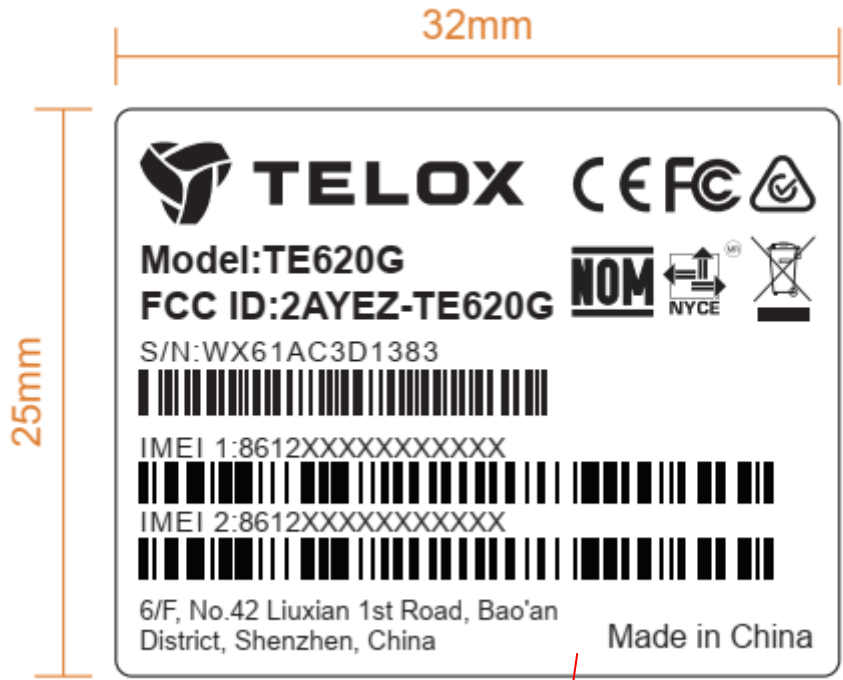 32mm
25mm
TELOX CE FC
Model:TE620G
NOM
NYCE
MR
FCC ID:2AYEZ-TE620G
S/N:WX61AC3D1383
IMEI 1:8612XXXXXXXXXXX
IMEI 2:8612XXXXXXXXXXX
6/F, No.42 Liuxian 1st Road, Bao'an
District, Shenzhen, China
Made in China